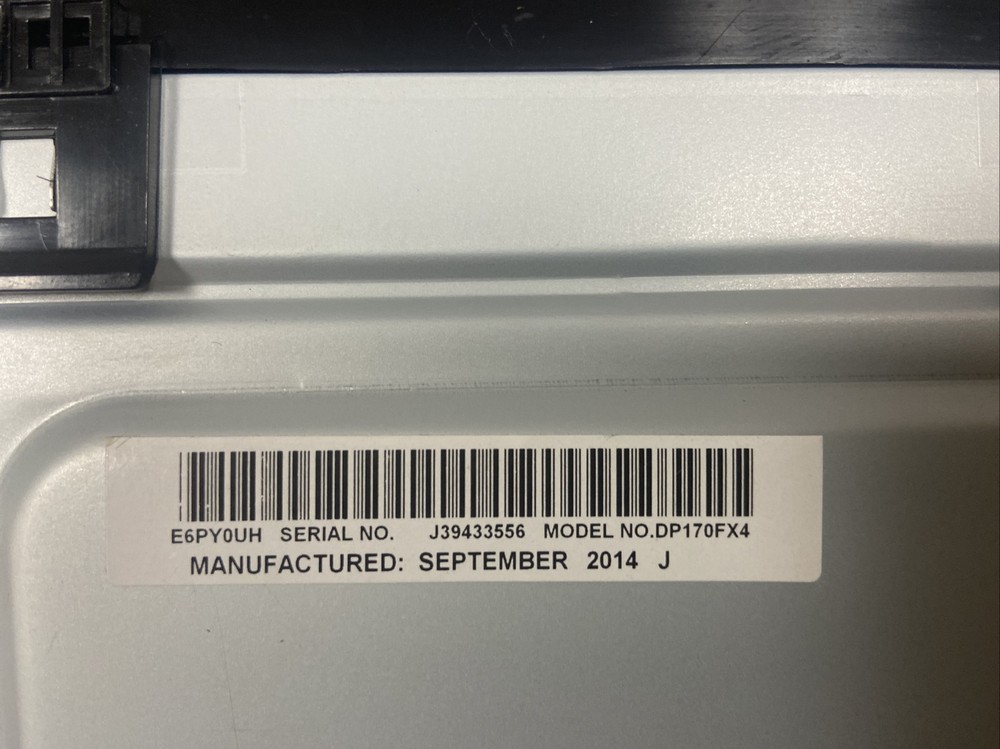 E6PY0UH SERIAL NO. J39433556 MODEL NO.DP170FX4
MANUFACTURED: SEPTEMBER 2014 J